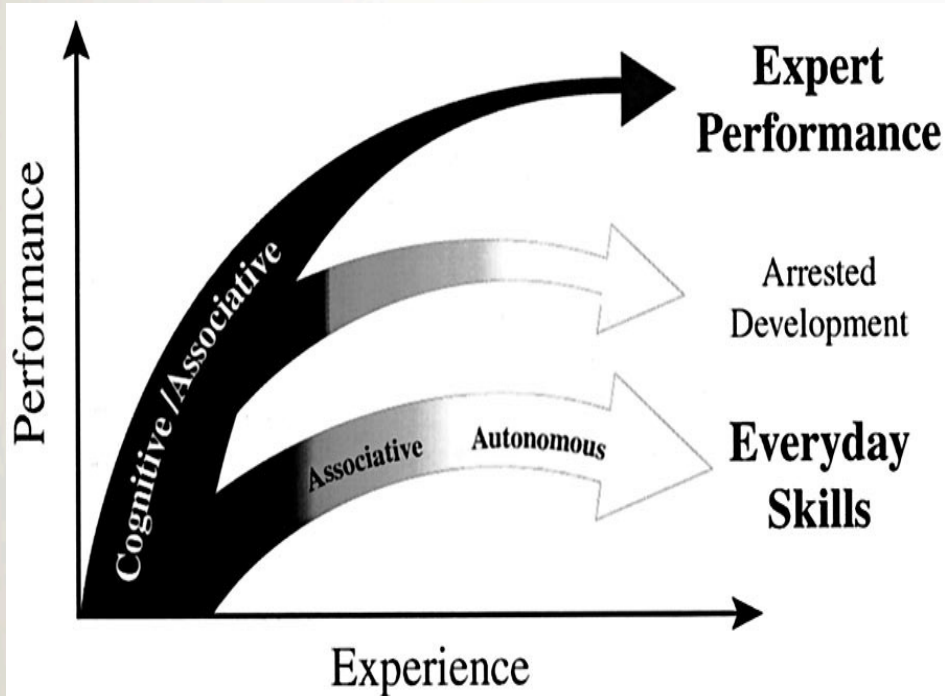 Expert
Performance
Performance
Cognitive /Associative
Arrested
Development
Associative
Autonomous
Everyday
Skills
Experience